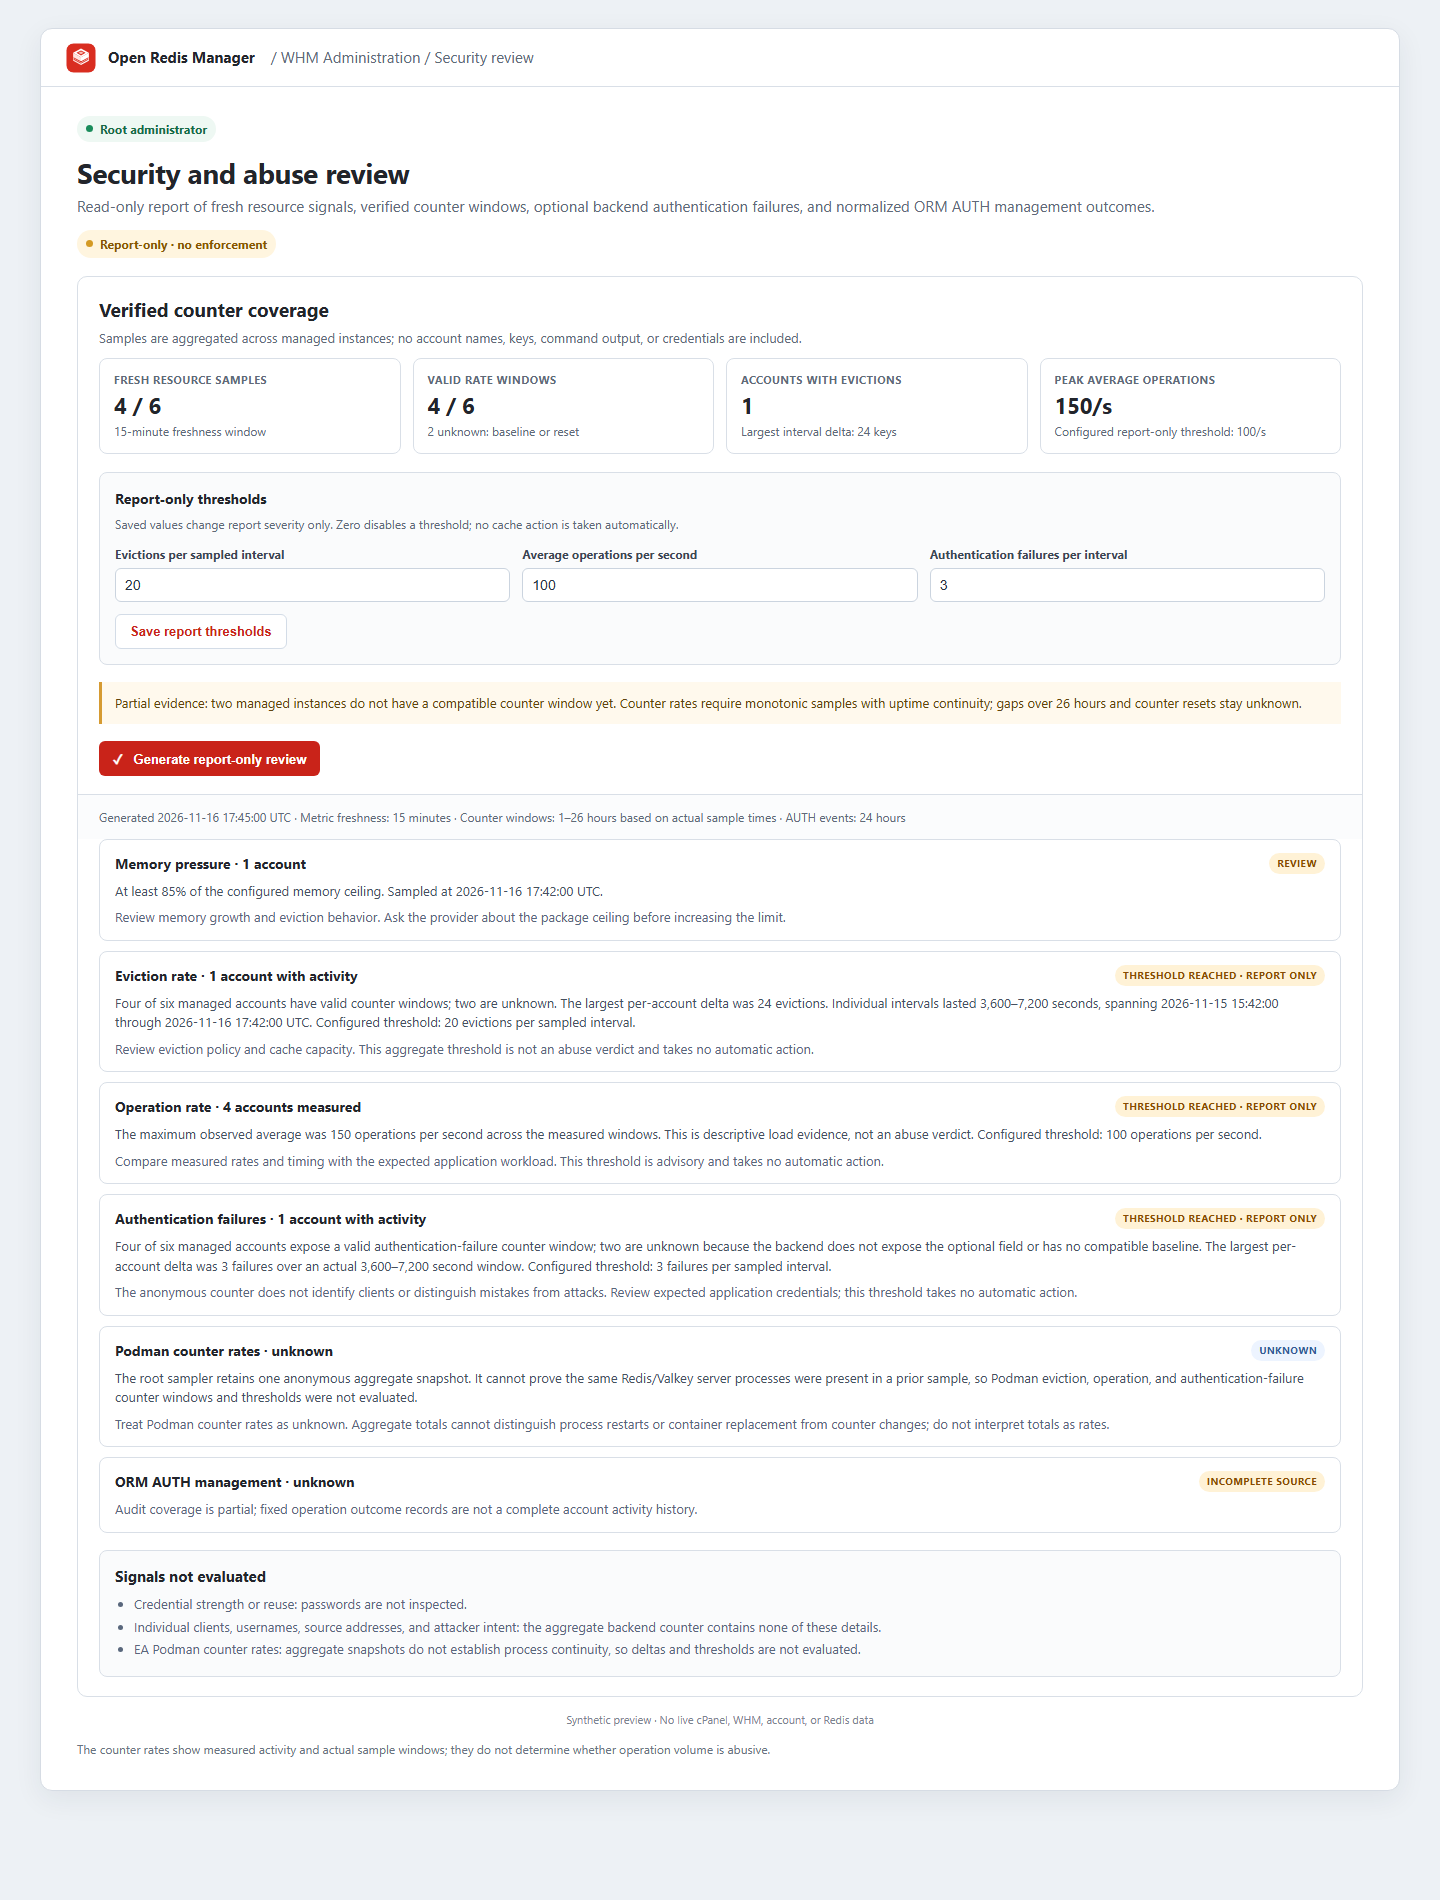 Open Redis Manager / WHM Administration / Security review
Root administrator
Security and abuse review
Read-only report of fresh resource signals, verified counter windows, optional backend authentication failures, and normalized ORM AUTH management outcomes.
Report-only · no enforcement
Verified counter coverage
Samples are aggregated across managed instances; no account names, keys, command output, or credentials are included.
FRESH RESOURCE SAMPLES
4 / 6
15-minute freshness window
VALID RATE WINDOWS
4 / 6
2 unknown: baseline or reset
ACCOUNTS WITH EVICTIONS
1
Largest interval delta: 24 keys
PEAK AVERAGE OPERATIONS
150/s
Configured report-only threshold: 100/s
Report-only thresholds
Saved values change report severity only. Zero disables a threshold; no cache action is taken automatically.
Evictions per sampled interval
20
Average operations per second
100
Authentication failures per interval
3
Save report thresholds
Partial evidence: two managed instances do not have a compatible counter window yet. Counter rates require monotonic samples with uptime continuity; gaps over 26 hours and counter resets stay unknown.
✓ Generate report-only review
Generated 2026-11-16 17:45:00 UTC · Metric freshness: 15 minutes · Counter windows: 1–26 hours based on actual sample times · AUTH events: 24 hours
Memory pressure · 1 account
REVIEW
At least 85% of the configured memory ceiling. Sampled at 2026-11-16 17:42:00 UTC.
Review memory growth and eviction behavior. Ask the provider about the package ceiling before increasing the limit.
Eviction rate · 1 account with activity
THRESHOLD REACHED · REPORT ONLY
Four of six managed accounts have valid counter windows; two are unknown. The largest per-account delta was 24 evictions. Individual intervals lasted 3,600–7,200 seconds, spanning 2026-11-15 15:42:00
through 2026-11-16 17:42:00 UTC. Configured threshold: 20 evictions per sampled interval.
Review eviction policy and cache capacity. This aggregate threshold is not an abuse verdict and takes no automatic action.
Operation rate · 4 accounts measured
THRESHOLD REACHED · REPORT ONLY
The maximum observed average was 150 operations per second across the measured windows. This is descriptive load evidence, not an abuse verdict. Configured threshold: 100 operations per second.
Compare measured rates and timing with the expected application workload. This threshold is advisory and takes no automatic action.
Authentication failures · 1 account with activity
THRESHOLD REACHED · REPORT ONLY
Four of six managed accounts expose a valid authentication-failure counter window; two are unknown because the backend does not expose the optional field or has no compatible baseline. The largest per-
account delta was 3 failures over an actual 3,600–7,200 second window. Configured threshold: 3 failures per sampled interval.
The anonymous counter does not identify clients or distinguish mistakes from attacks. Review expected application credentials; this threshold takes no automatic action.
Podman counter rates · unknown
UNKNOWN
The root sampler retains one anonymous aggregate snapshot. It cannot prove the same Redis/Valkey server processes were present in a prior sample, so Podman eviction, operation, and authentication-failure
counter windows and thresholds were not evaluated.
Treat Podman counter rates as unknown. Aggregate totals cannot distinguish process restarts or container replacement from counter changes; do not interpret totals as rates.
ORM AUTH management · unknown
INCOMPLETE SOURCE
Audit coverage is partial; fixed operation outcome records are not a complete account activity history.
Signals not evaluated
• Credential strength or reuse: passwords are not inspected.
• Individual clients, usernames, source addresses, and attacker intent: the aggregate backend counter contains none of these details.
• EA Podman counter rates: aggregate snapshots do not establish process continuity, so deltas and thresholds are not evaluated.
Synthetic preview · No live cPanel, WHM, account, or Redis data
The counter rates show measured activity and actual sample windows; they do not determine whether operation volume is abusive.